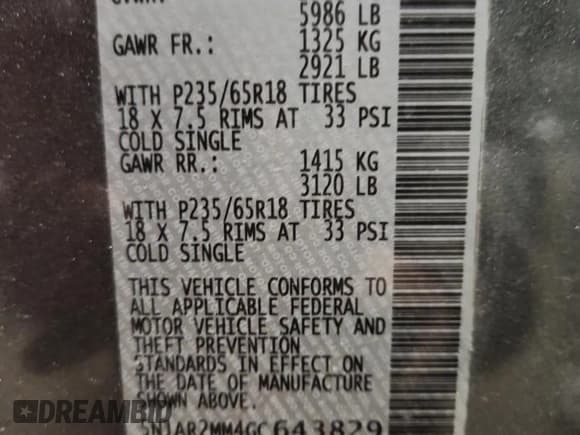 5986 LB
GAWR FR.: 1325 KG
2921 LB
WITH P235/65R18 TIRES
18 X 7.5 RIMS AT 33 PSI
COLD SINGLE
GAWR RR.: 1415 KG
3120 LB
WITH P235/65R18 TIRES
18 X 7.5 RIMS AT 33 PSI
COLD SINGLE
THIS VEHICLE CONFORMS TO
ALL APPLICABLE FEDERAL
MOTOR VEHICLE SAFETY AND
THEFT PREVENTION
STANDARDS IN EFFECT ON
THE DATE OF MANUFACTURE
SHOWN ABOVE.
5N1AR2MM4GC643829
DREAMBID